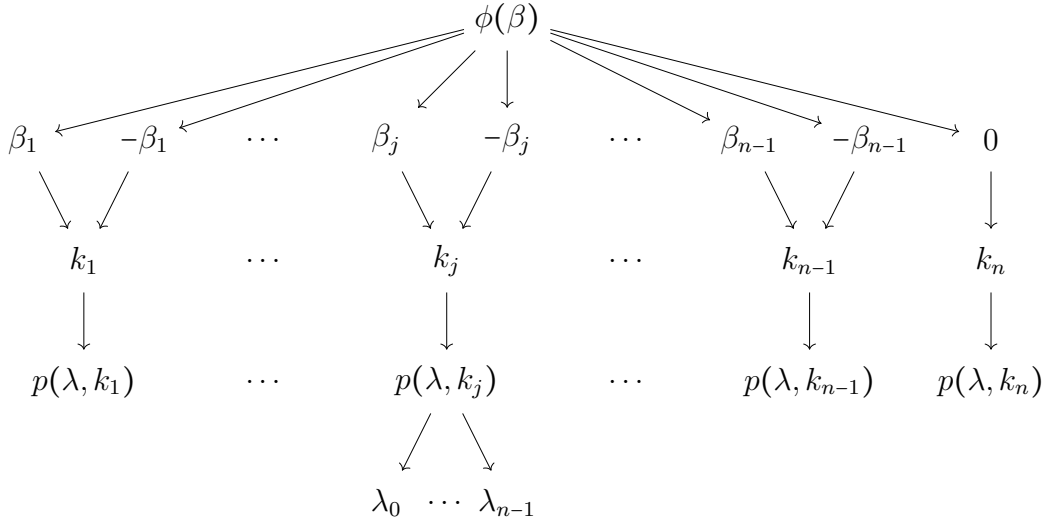 ϕ(β)
β₁ −β₁ ⋯ βⱼ −βⱼ ⋯ βₙ₋₁ −βₙ₋₁ 0
k₁ ⋯ kⱼ ⋯ kₙ₋₁ kₙ
p(λ, k₁) ⋯ p(λ, kⱼ) ⋯ p(λ, kₙ₋₁) p(λ, kₙ)
λ₀ ⋯ λₙ₋₁